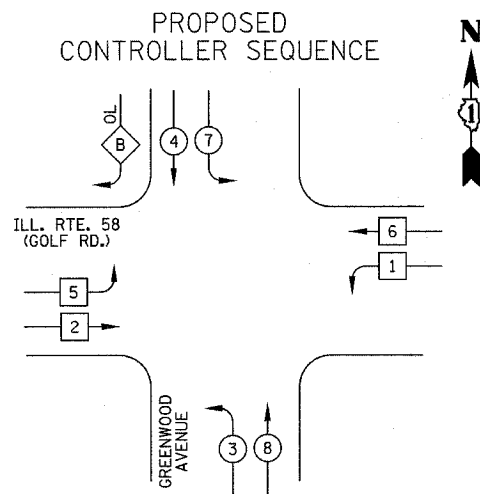 PROPOSED
CONTROLLER SEQUENCE
N
1
OL
B
4
7
ILL. RTE. 58
(GOLF RD.)
6
1
5
2
GREENWOOD
AVENUE
3
8